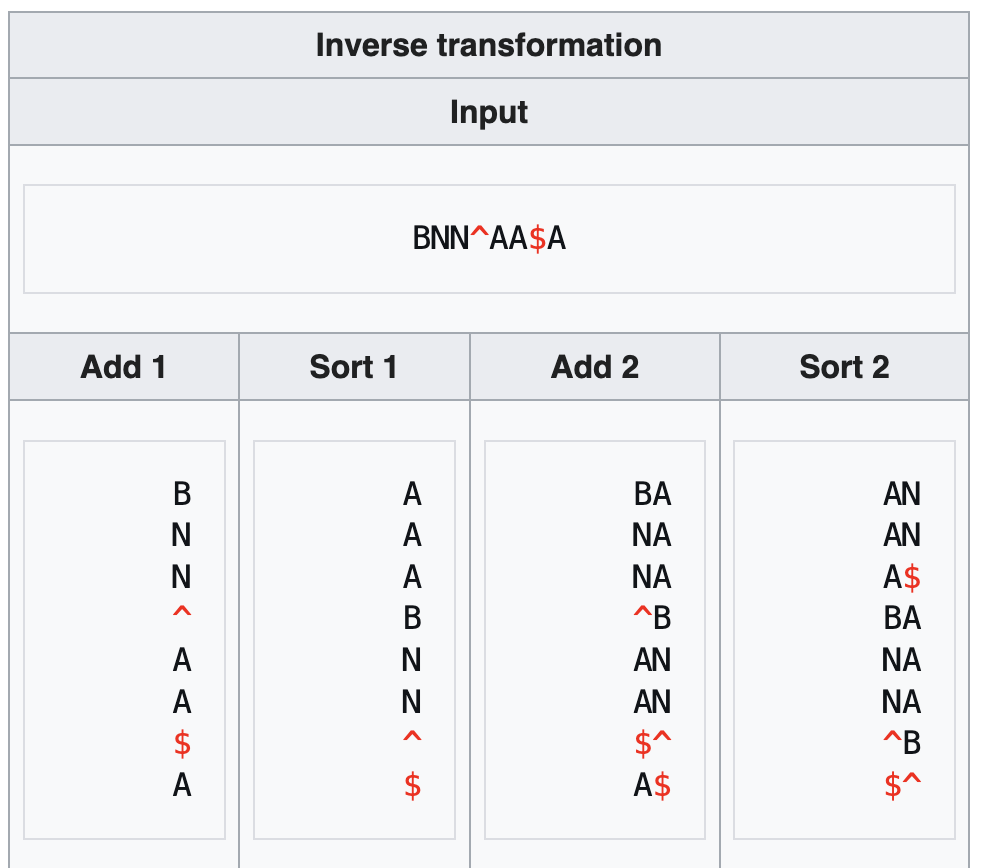 Inverse transformation
Input
BNN^AA$A
Add 1 Sort 1 Add 2 Sort 2
B A BA AN
N A NA AN
N A NA A$
^ B ^B BA
A N AN NA
A N AN NA
$ ^ $^ ^B
A $ A$ $^